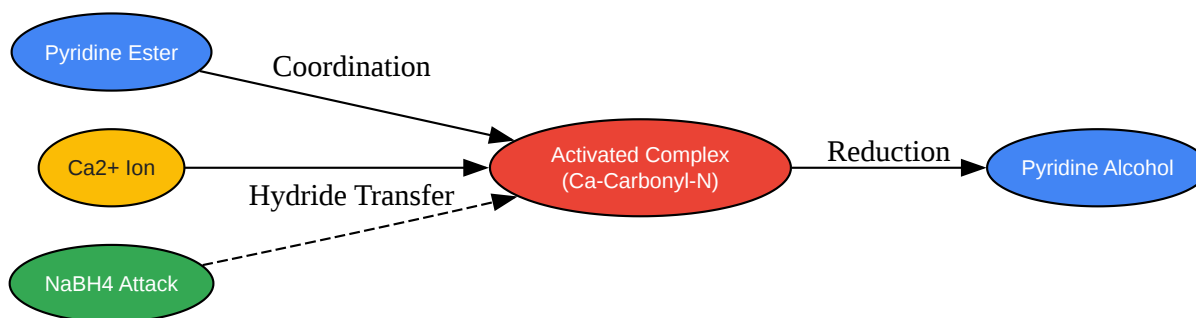 Pyridine Ester
Coordination
Ca2+ Ion
Activated Complex
(Ca-Carbonyl-N)
Reduction
Pyridine Alcohol
Hydride Transfer
NaBH4 Attack